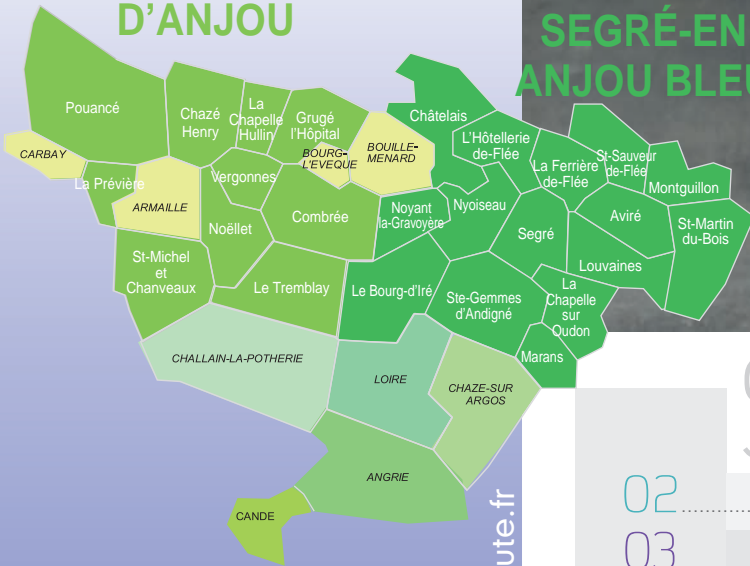 D'ANJOU
SEGRÉ-EN
ANJOU BLEU
Pouancé
Chazé
Henry
La
Chapelle
Hullin
Grugé
l'Hôpital
Châtelais
CARBAY
BOURG-
L'EVEQUE
BOUILLE-
MENARD
L'Hôtellerie
de-Flée
La Ferrière
de-Flée
St-Sauveur
de-Flée
Montguillon
La Prévière
ARMAILLE
Vergonnes
Noëllet
Combrée
Noyant
la-Gravoyère
Nyoiseau
Segré
Aviré
St-Martin
du-Bois
Louvaines
St-Michel
et
Chanveaux
Le Tremblay
Le Bourg-d'Iré
Ste-Gemmes
d'Andigné
La
Chapelle
sur
Oudon
Marans
CHALLAIN-LA-POTHERIE
LOIRE
CHAZE-SUR
ARGOS
ANGRIE
CANDE
ute.fr
02
03